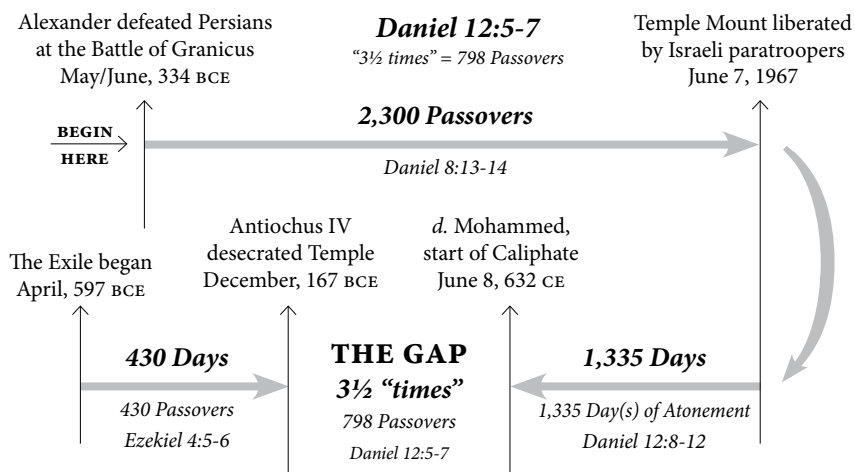 Alexander defeated Persians
at the Battle of Granicus
May/June, 334 BCE
Daniel 12:5-7
“3½ times” = 798 Passovers
Temple Mount liberated
by Israeli paratroopers
June 7, 1967
BEGIN
HERE
2,300 Passovers
Daniel 8:13-14
The Exile began
April, 597 BCE
Antiochus IV
desecrated Temple
December, 167 BCE
d. Mohammed,
start of Caliphate
June 8, 632 CE
430 Days
430 Passovers
Ezekiel 4:5-6
THE GAP
3½ “times”
798 Passovers
Daniel 12:5-7
1,335 Days
1,335 Day(s) of Atonement
Daniel 12:8-12